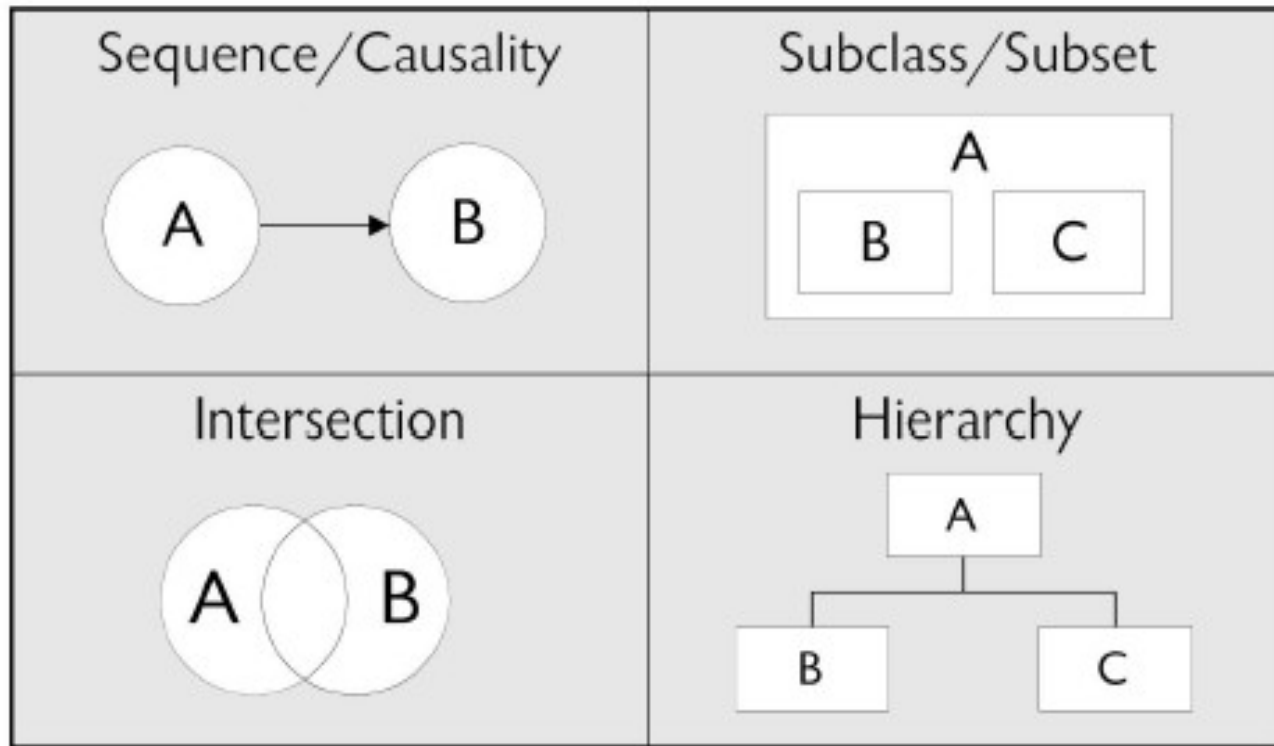 Sequence/Causality
A
B
Subclass/Subset
A
B
C
Intersection
A
B
Hierarchy
A
B
C